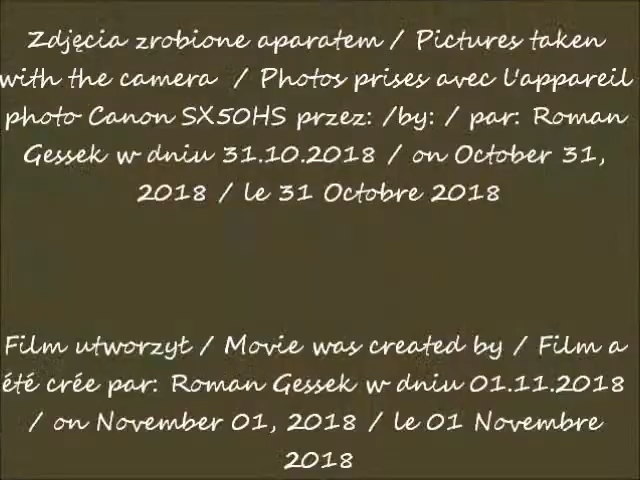 Zdjęcia zrobione aparatem / Pictures taken
with the camera / Photos prises avec l'appareil
photo Canon SX50HS przez: /by: / par: Roman
Gessek w dniu 31.10.2018 / on October 31,
2018 / le 31 Octobre 2018
Film utworzył / Movie was created by / Film a
été crée par: Roman Gessek w dniu 01.11.2018
/ on November 01, 2018 / le 01 Novembre
2018